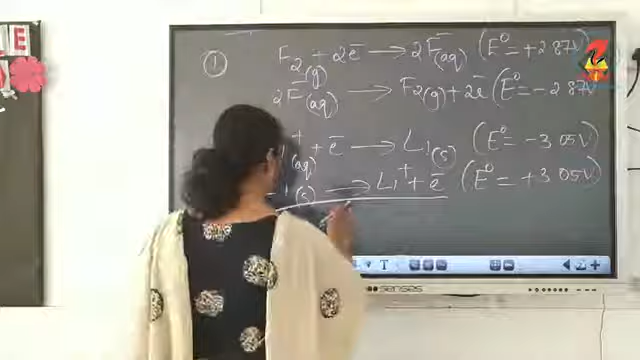 E
① F₂(g) + 2e⁻ → 2F⁻(aq) (E° = +2.87V
2F⁻(aq) → F₂(g) + 2e⁻ (E° = -2.87V
⁺(aq) + e⁻ → Li(s) (E° = -3.05V)
(s) → Li⁺ + e⁻ (E° = +3.05V)
T
senses